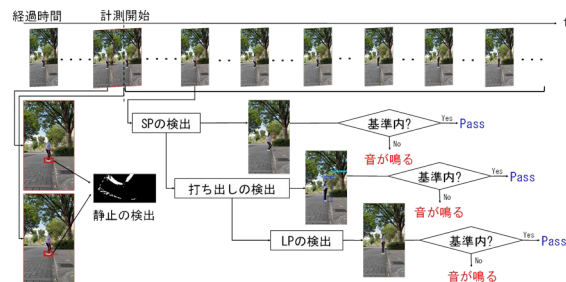 経過時間
計測開始
t
SPの検出
基準内?
Yes
Pass
No
音が鳴る
打ち出しの検出
基準内?
Yes
Pass
No
音が鳴る
静止の検出
LPの検出
基準内?
Yes
Pass
No
音が鳴る